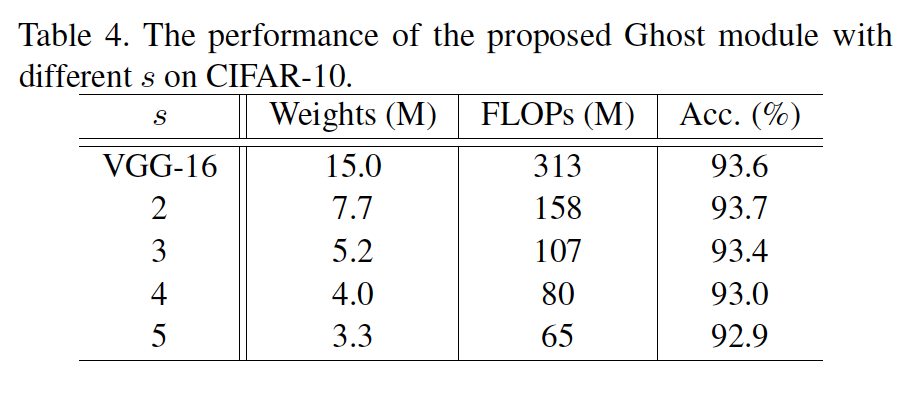 Table 4. The performance of the proposed Ghost module with
different s on CIFAR-10.
s Weights (M) FLOPs (M) Acc. (%)
VGG-16 15.0 313 93.6
2 7.7 158 93.7
3 5.2 107 93.4
4 4.0 80 93.0
5 3.3 65 92.9